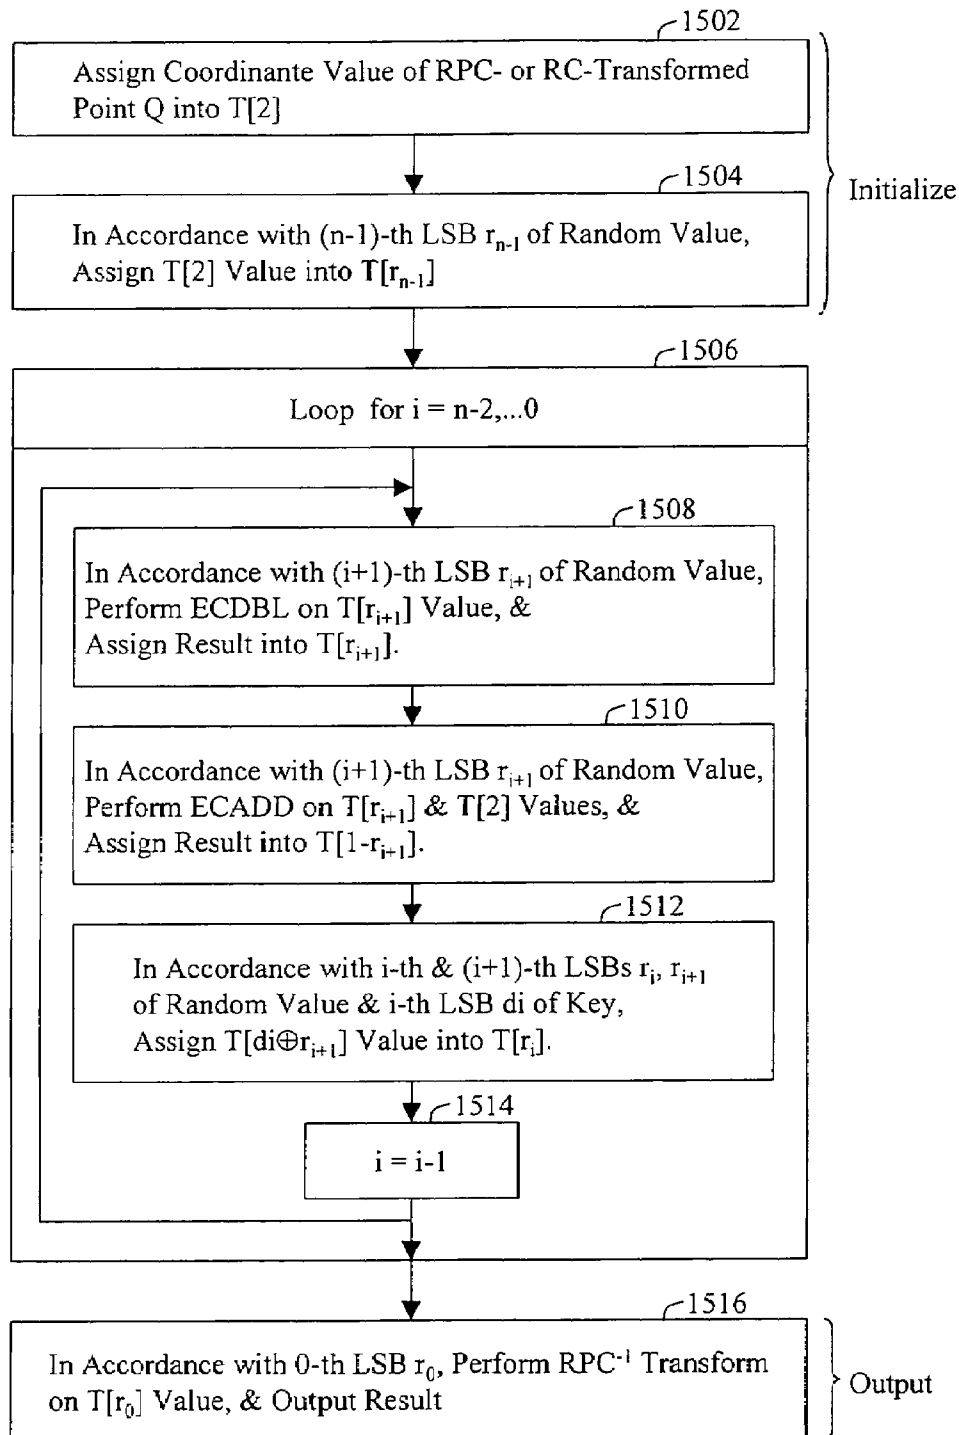 1502
Assign Coordinante Value of RPC- or RC-Transformed
Point Q into T[2]
1504
Initialize
In Accordance with (n-1)-th LSB rₙ₋₁ of Random Value,
Assign T[2] Value into T[rₙ₋₁]
1506
Loop for i = n-2,...0
1508
In Accordance with (i+1)-th LSB rᵢ₊₁ of Random Value,
Perform ECDBL on T[rᵢ₊₁] Value, &
Assign Result into T[rᵢ₊₁].
1510
In Accordance with (i+1)-th LSB rᵢ₊₁ of Random Value,
Perform ECADD on T[rᵢ₊₁] & T[2] Values, &
Assign Result into T[1-rᵢ₊₁].
1512
In Accordance with i-th & (i+1)-th LSBs rᵢ, rᵢ₊₁
of Random Value & i-th LSB di of Key,
Assign T[di⊕rᵢ₊₁] Value into T[rᵢ].
1514
i = i-1
1516
In Accordance with 0-th LSB r₀, Perform RPC⁻¹ Transform
on T[r₀] Value, & Output Result
Output